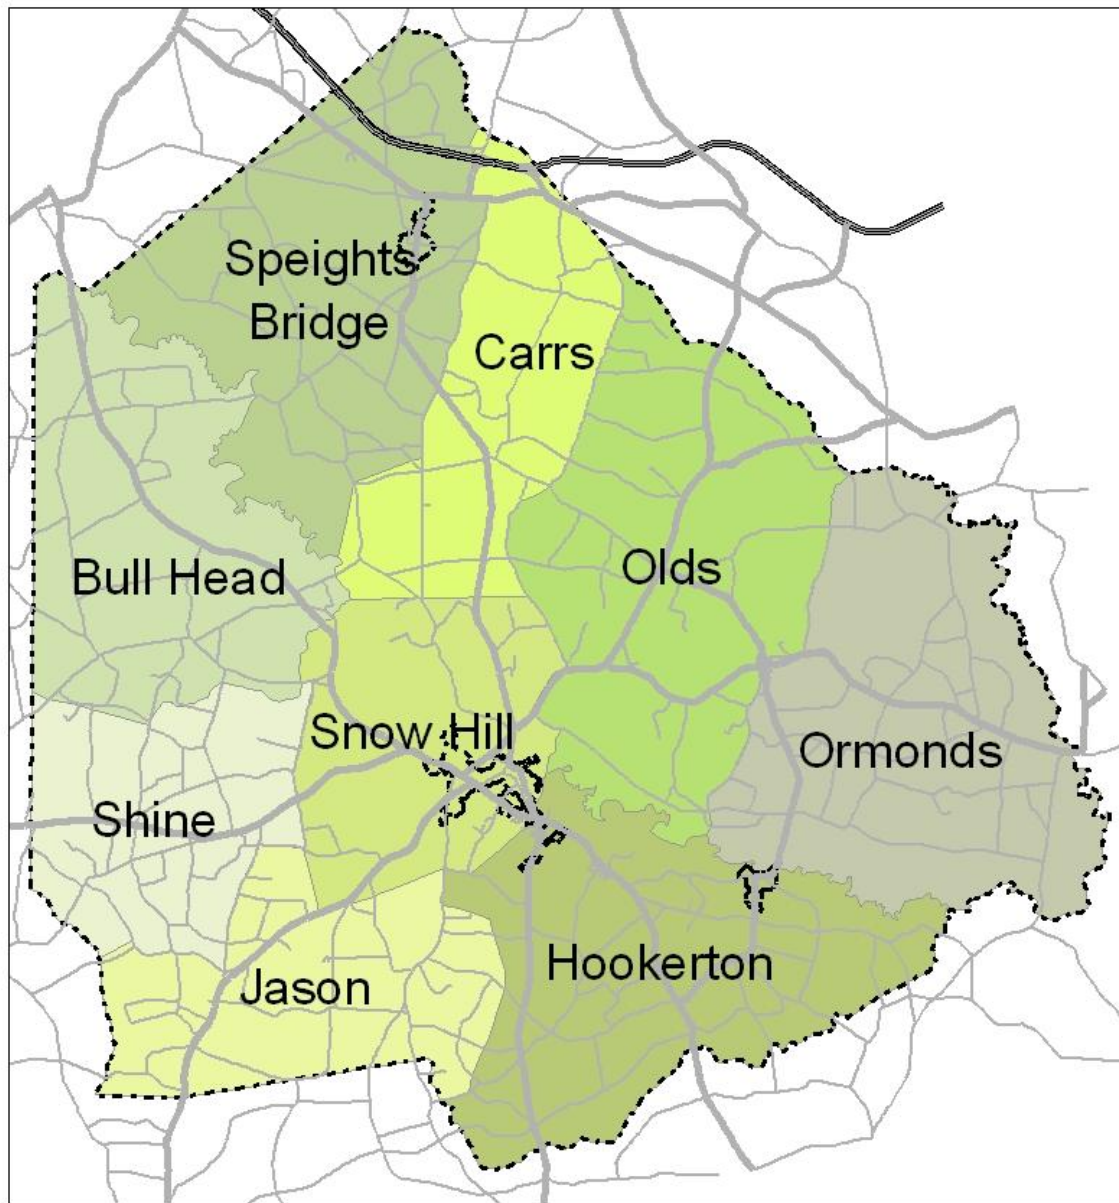 Speights
Bridge
Carrs
Bull Head
Olds
Snow Hill
Ormonds
Shine
Hookerton
Jason